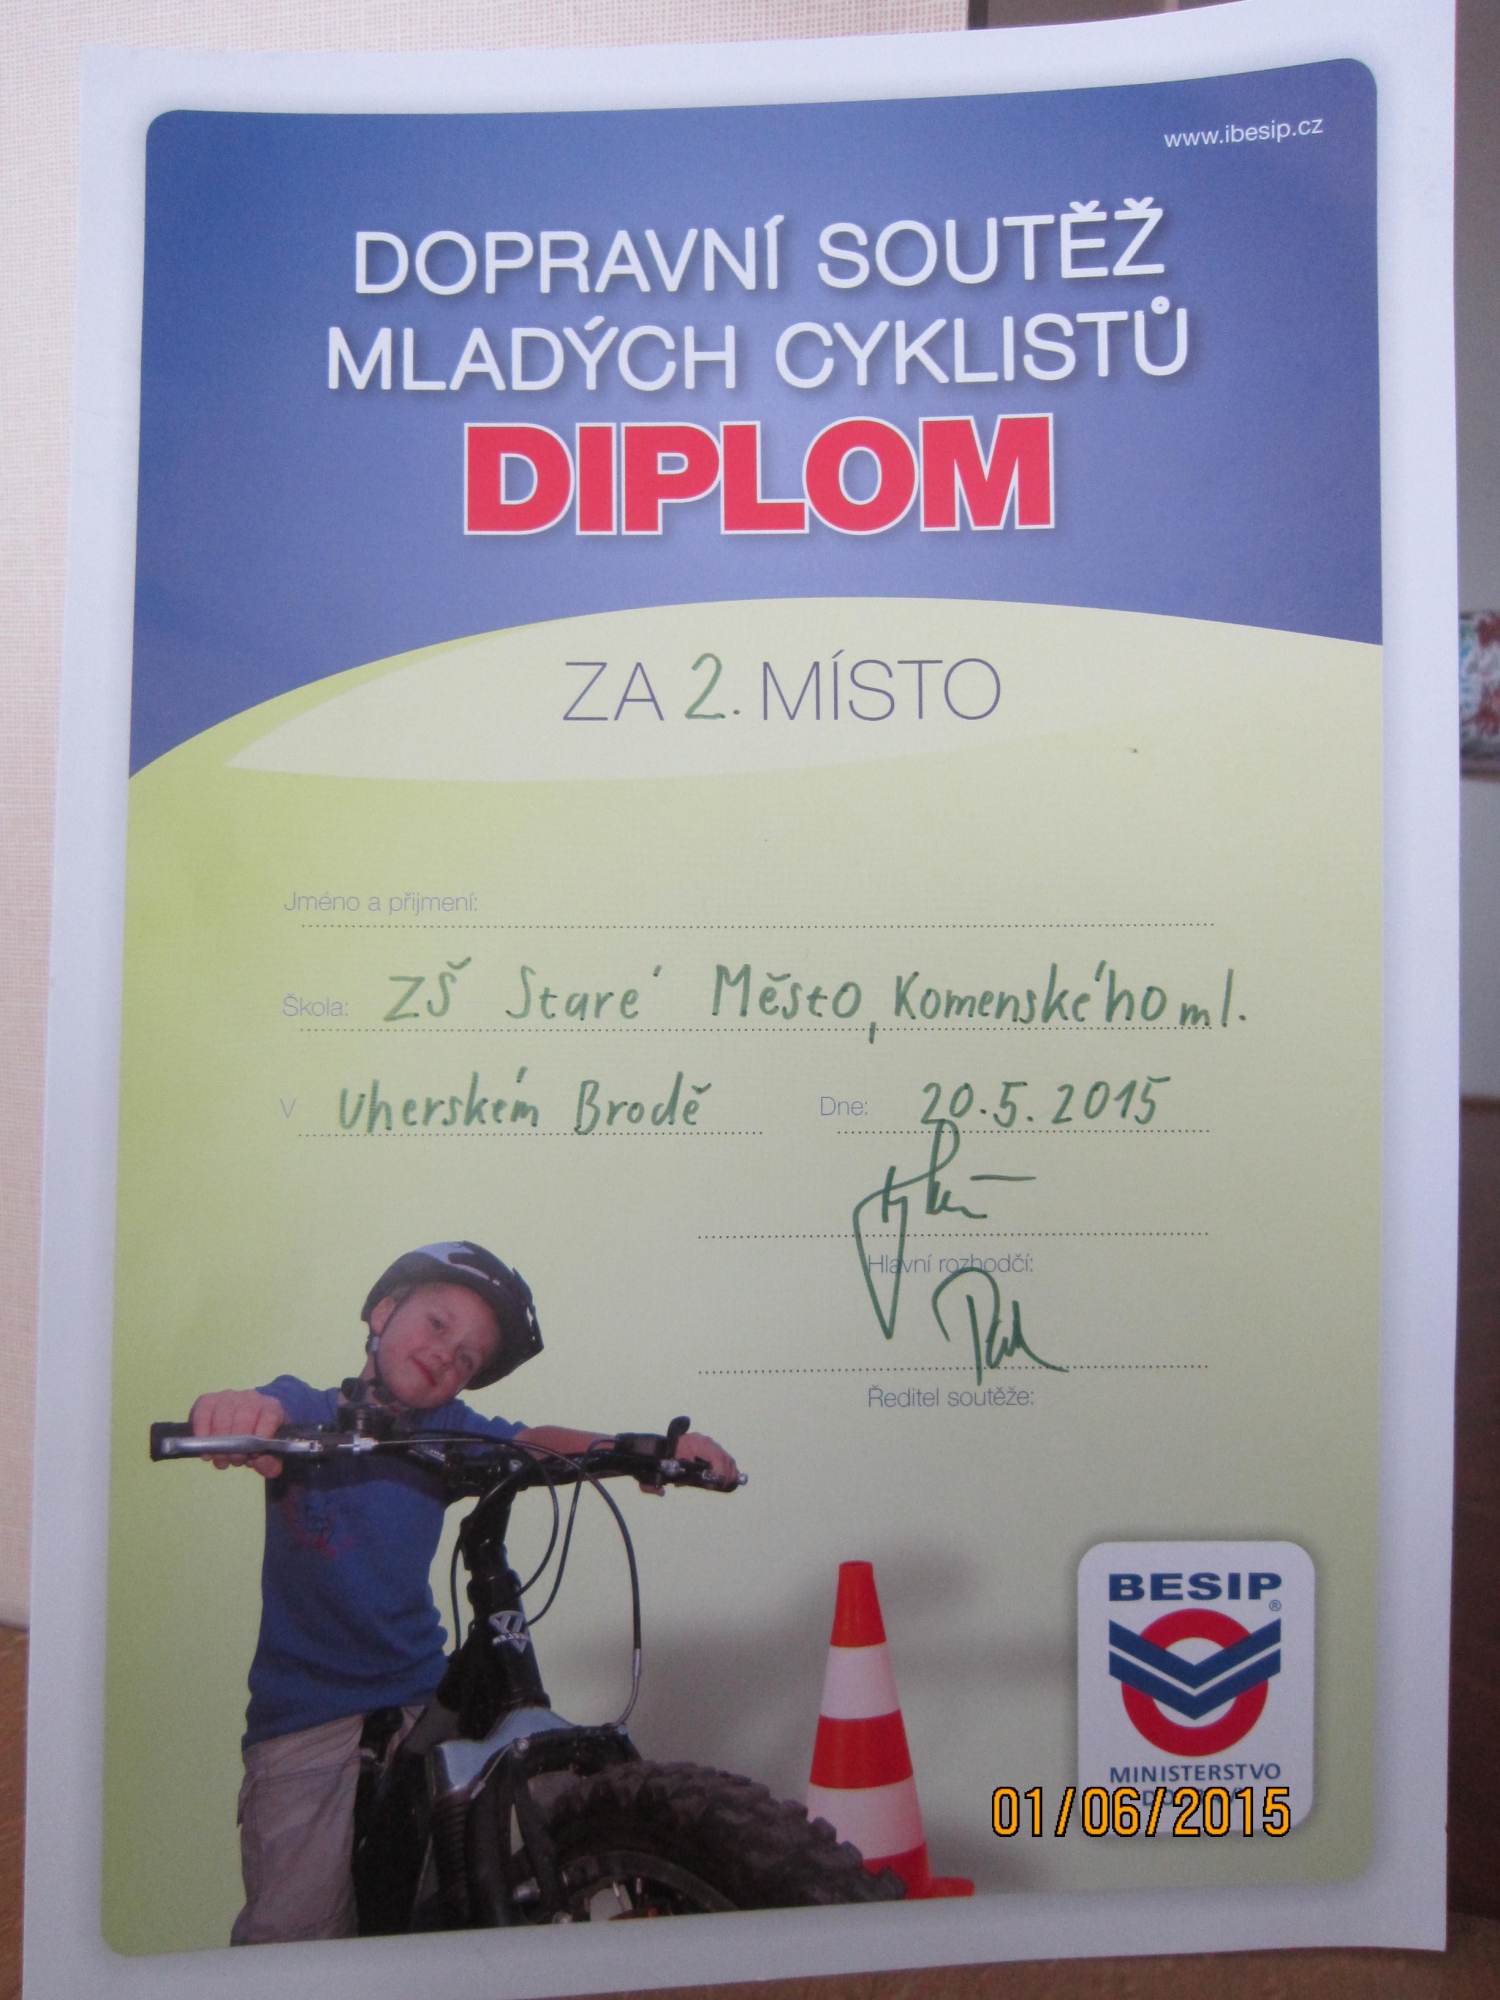 www.ibesip.cz
DOPRAVNÍ SOUTĚŽ
MLADÝCH CYKLISTŮ
DIPLOM
ZA 2. MÍSTO
Jméno a přijmení:
Škola: ZŠ Staré Město, Komenského ml.
V Uherském Brodě Dne: 20.5.2015
Hlavní rozhodčí:
Ředitel soutěže:
BESIP®
MINISTERSTVO
01/06/2015